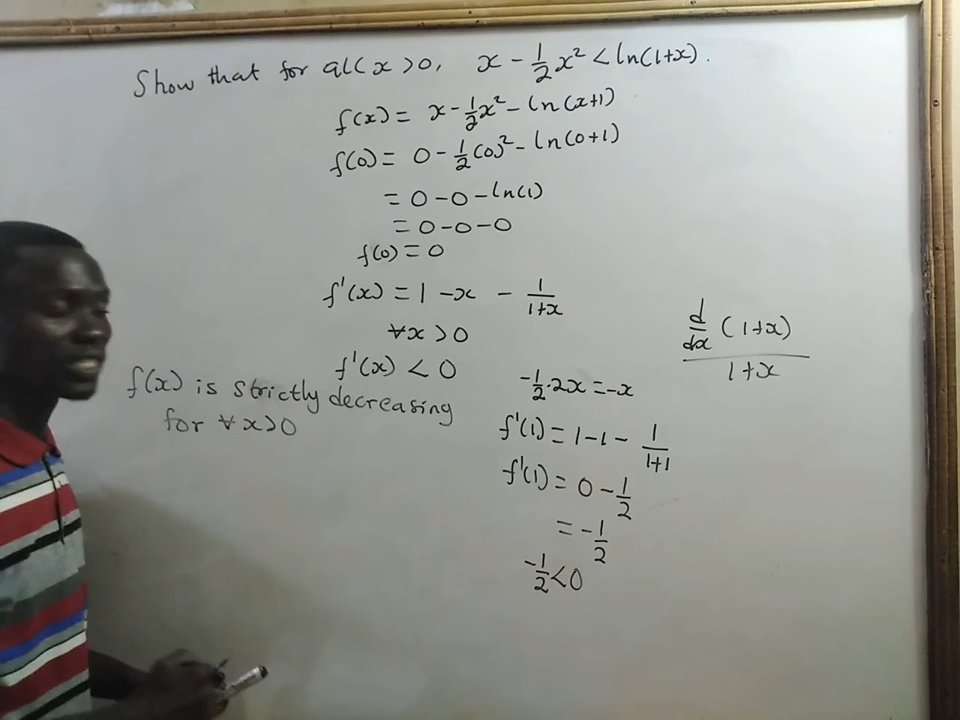 Show that for all x >0, x - 1/2 x² < ln(1+x).
f(x) = x - 1/2 x² - ln(x+1)
f(0) = 0 - 1/2 (0)² - ln(0+1)
= 0 - 0 - ln(1)
= 0 - 0 - 0
f(0) = 0
f'(x) = 1 - x - 1/(1+x)
∀x > 0
f'(x) < 0
f(x) is strictly decreasing
for ∀x>0
d/dx (1+x)
1+x
-1/2 · 2x = -x
f'(1) = 1 - 1 - 1/(1+1)
f'(1) = 0 - 1/2
= -1/2
-1/2 < 0